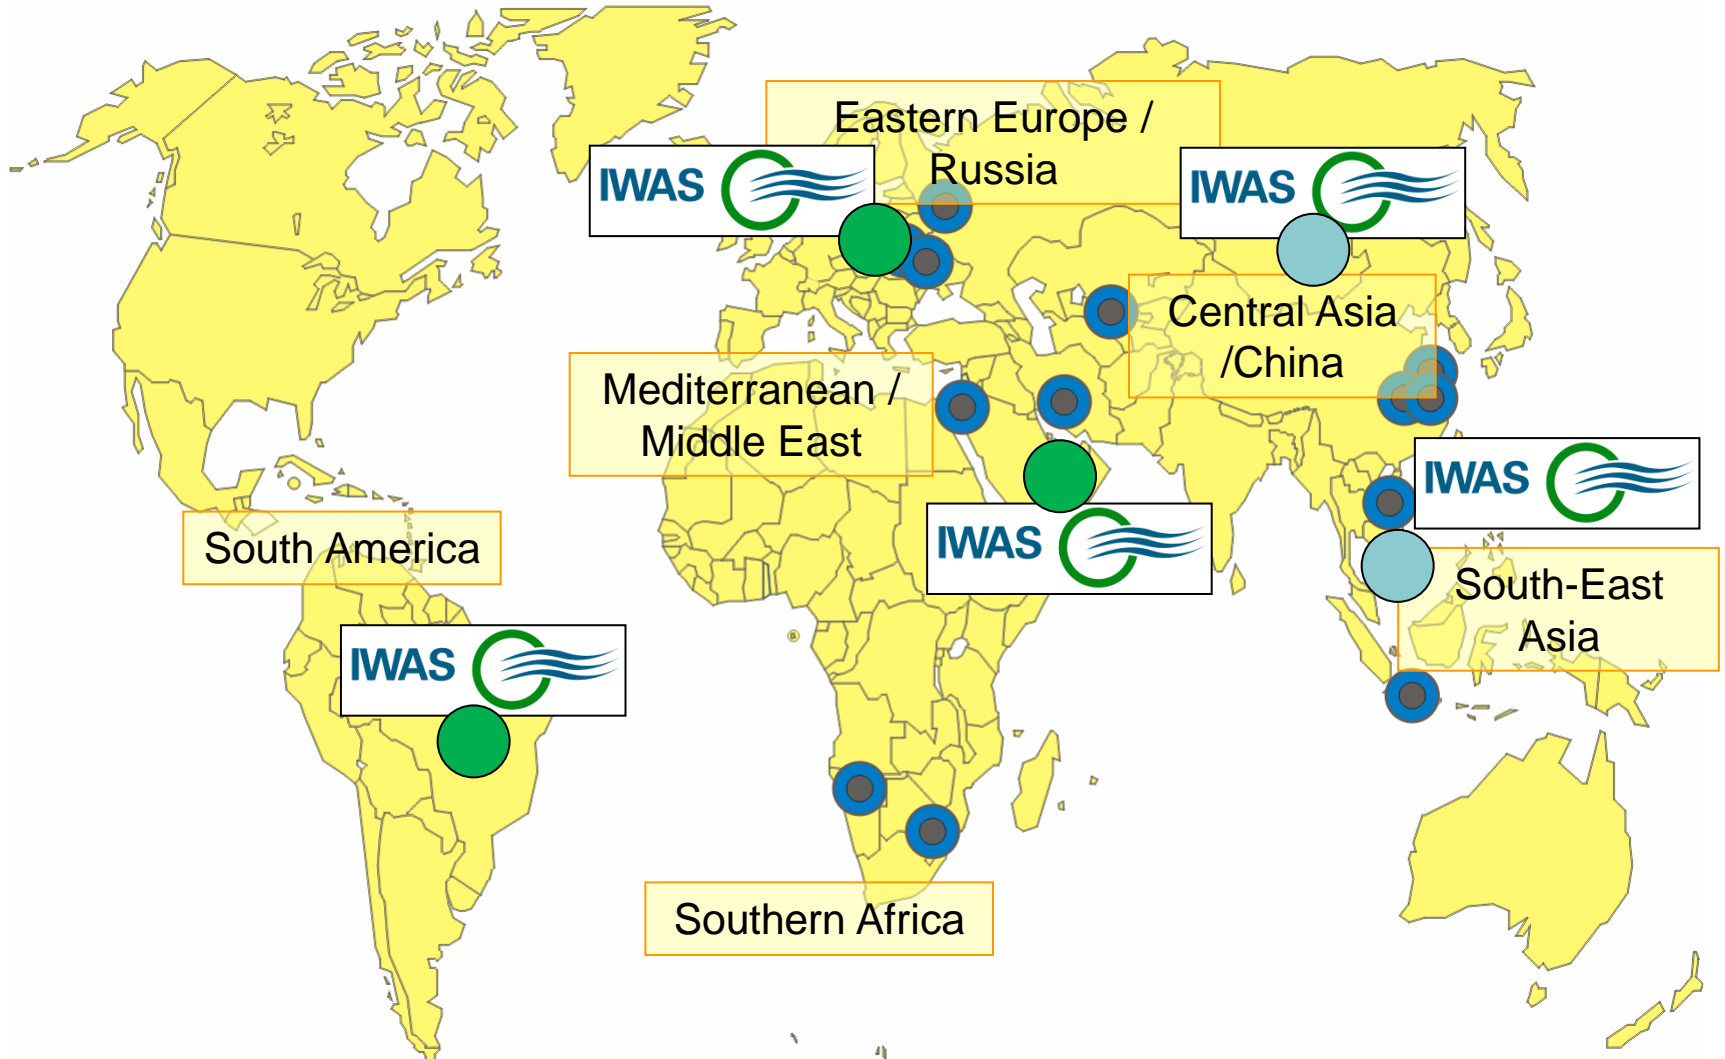 Eastern Europe /
Russia
IWAS
IWAS
Central Asia
/China
Mediterranean /
Middle East
IWAS
IWAS
South America
South-East
Asia
IWAS
Southern Africa